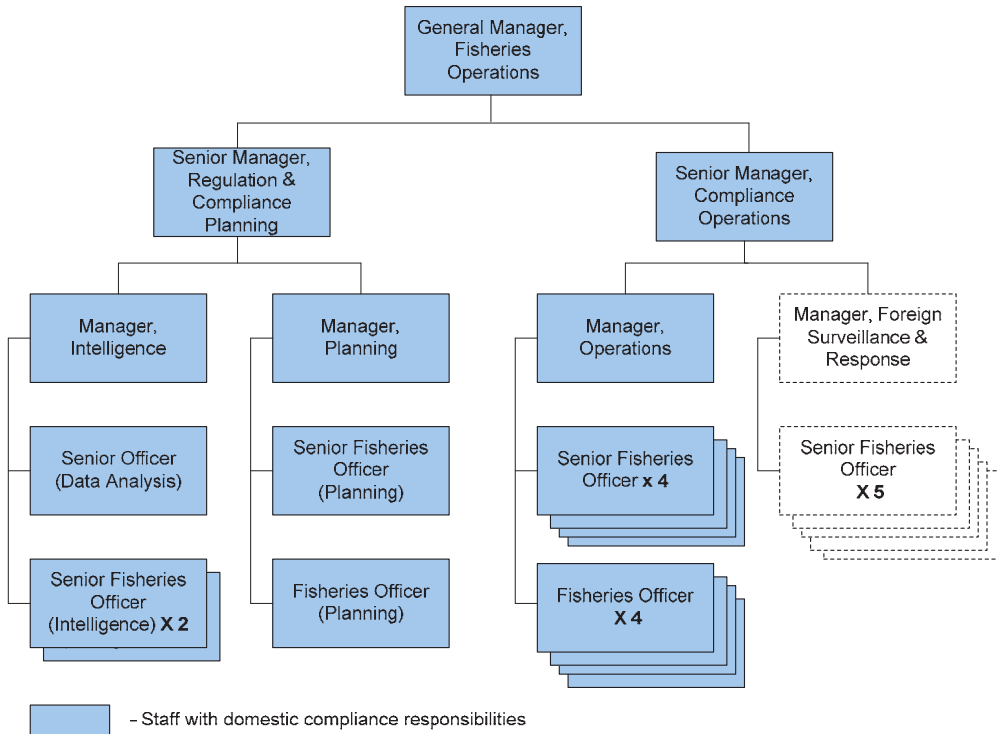 General Manager,
Fisheries
Operations
Senior Manager,
Regulation &
Compliance
Planning
Senior Manager,
Compliance
Operations
Manager,
Intelligence
Manager,
Planning
Manager,
Operations
Manager, Foreign
Surveillance &
Response
Senior Officer
(Data Analysis)
Senior Fisheries
Officer
(Planning)
Senior Fisheries
Officer x 4
Senior Fisheries
Officer
X 5
Senior Fisheries
Officer
(Intelligence) X 2
Fisheries Officer
(Planning)
Fisheries Officer
X 4
– Staff with domestic compliance responsibilities